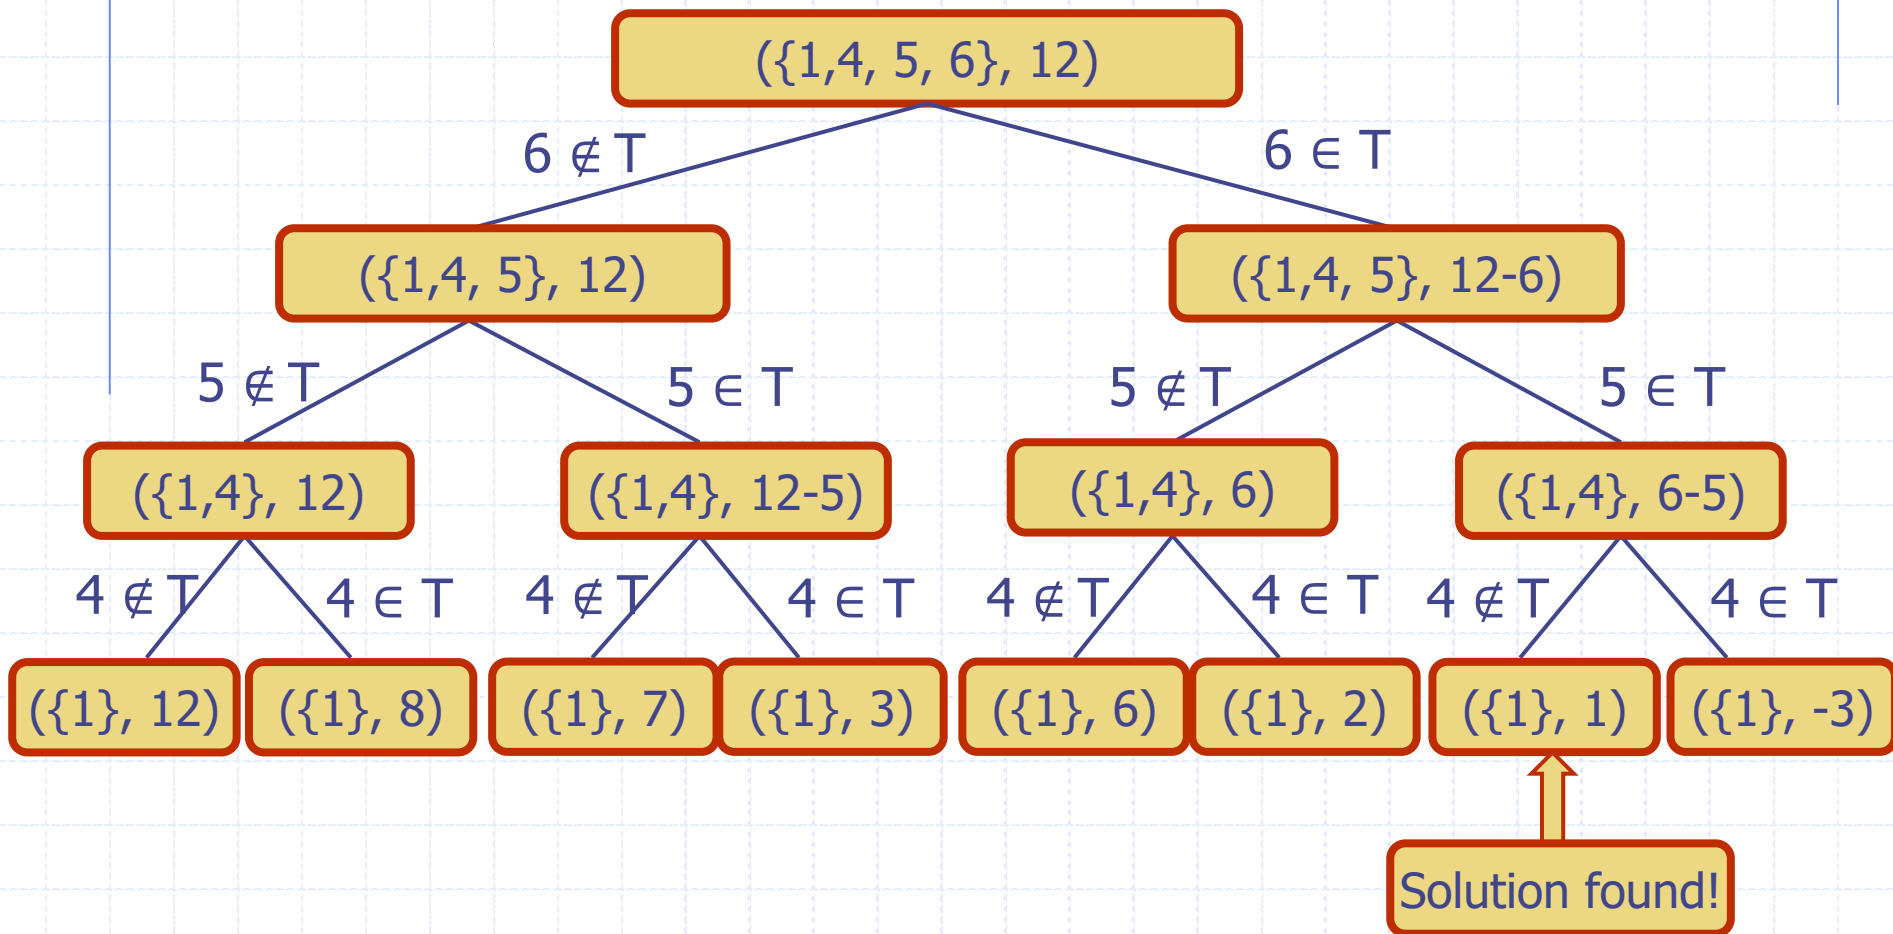 ({1,4, 5, 6}, 12)
6 ∉ T
6 ∈ T
({1,4, 5}, 12)
({1,4, 5}, 12-6)
5 ∉ T
5 ∈ T
5 ∉ T
5 ∈ T
({1,4}, 12)
({1,4}, 12-5)
({1,4}, 6)
({1,4}, 6-5)
4 ∉ T
4 ∈ T
4 ∉ T
4 ∈ T
4 ∉ T
4 ∈ T
4 ∉ T
4 ∈ T
({1}, 12)
({1}, 8)
({1}, 7)
({1}, 3)
({1}, 6)
({1}, 2)
({1}, 1)
({1}, -3)
Solution found!